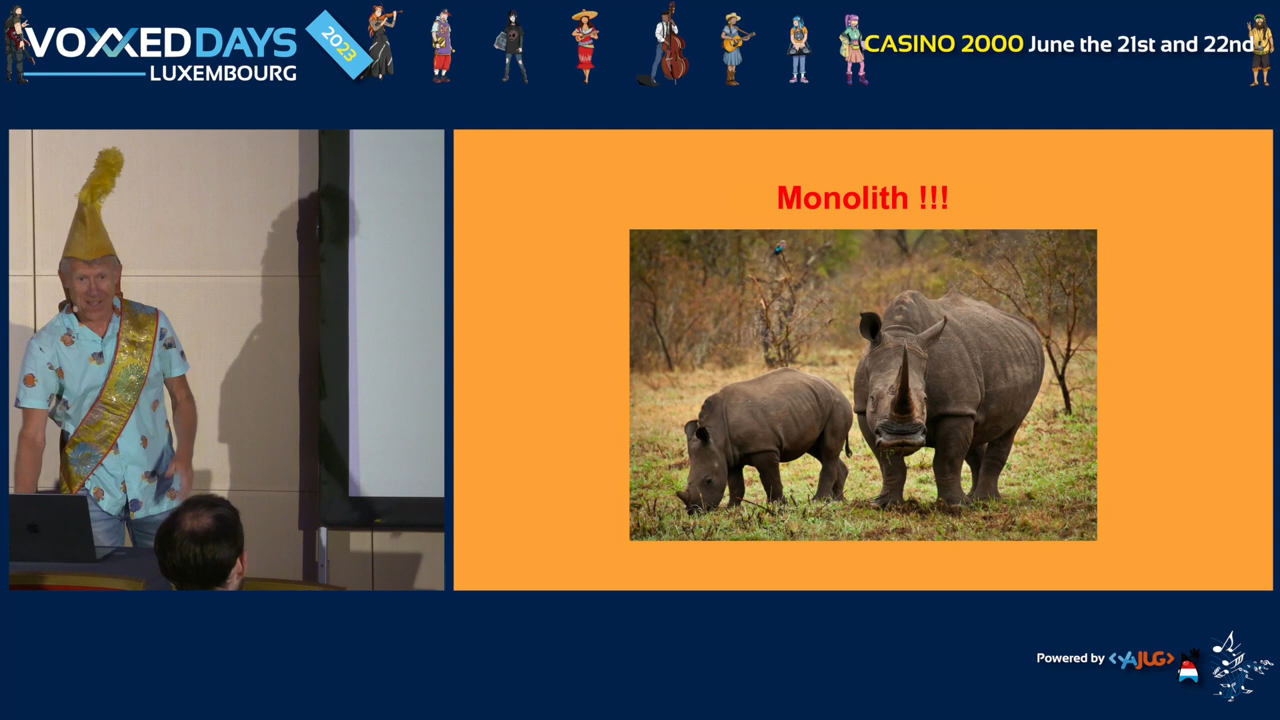 VOXXEDDAYS
LUXEMBOURG
2023
CASINO 2000 June the 21st and 22nd
Monolith !!!
Powered by <YAJUG>